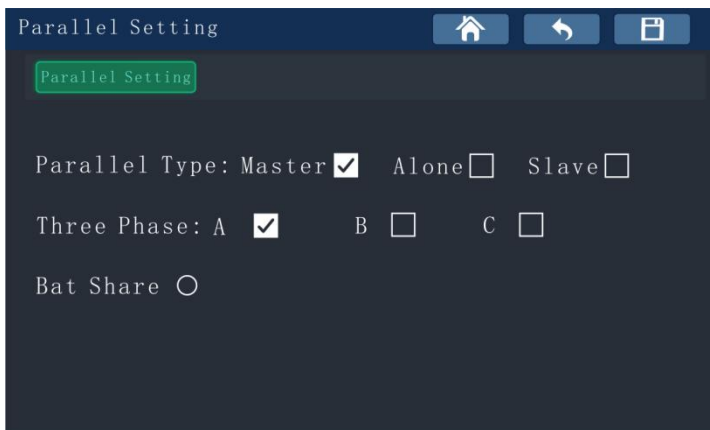 Parallel Setting
Parallel Setting
Parallel Type: Master Alone Slave
Three Phase: A B C
Bat Share